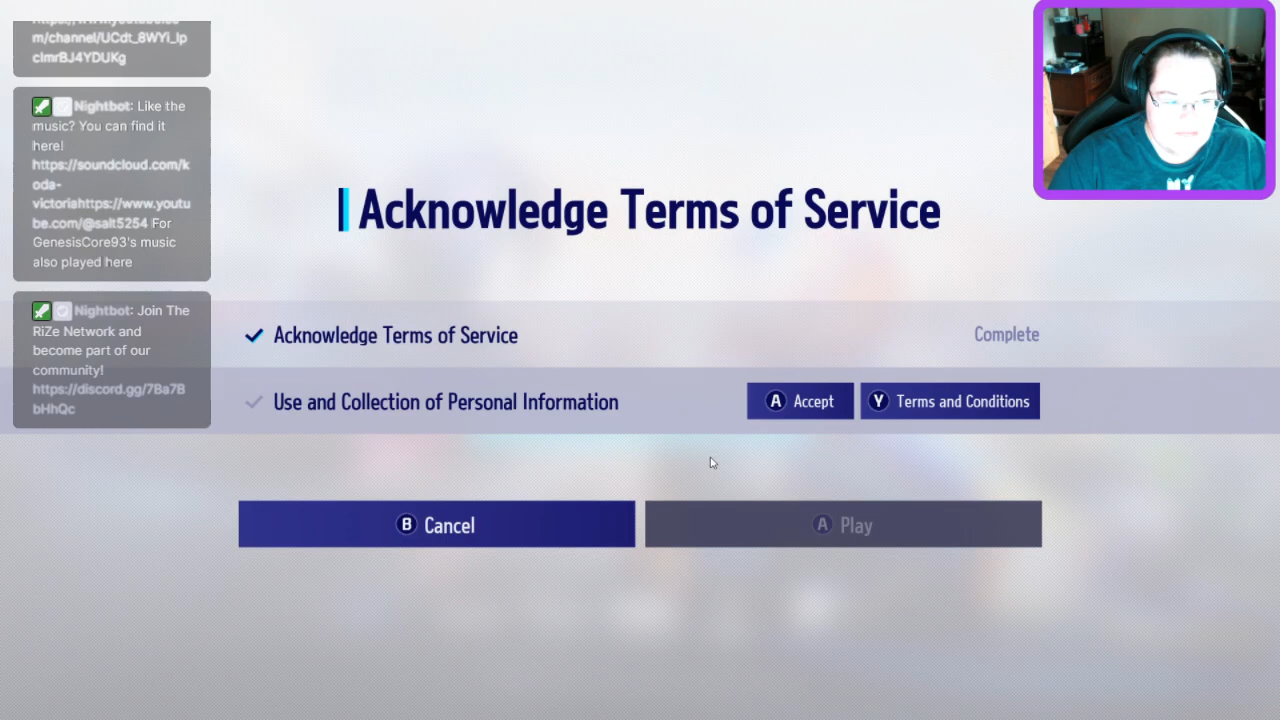 m/channel/UCdt_8WYi_Ip
cImrBJ4YDUKg
Nightbot: Like the
music? You can find it
here!
https://soundcloud.com/k
oda-
victoriahttps://www.youtu
be.com/@salt5254 For
GenesisCore93's music
also played here
Nightbot: Join The
RiZe Network and
become part of our
community!
https://discord.gg/7Ba7B
bHhQc
Acknowledge Terms of Service
Acknowledge Terms of Service Complete
Use and Collection of Personal Information A Accept Y Terms and Conditions
B Cancel A Play